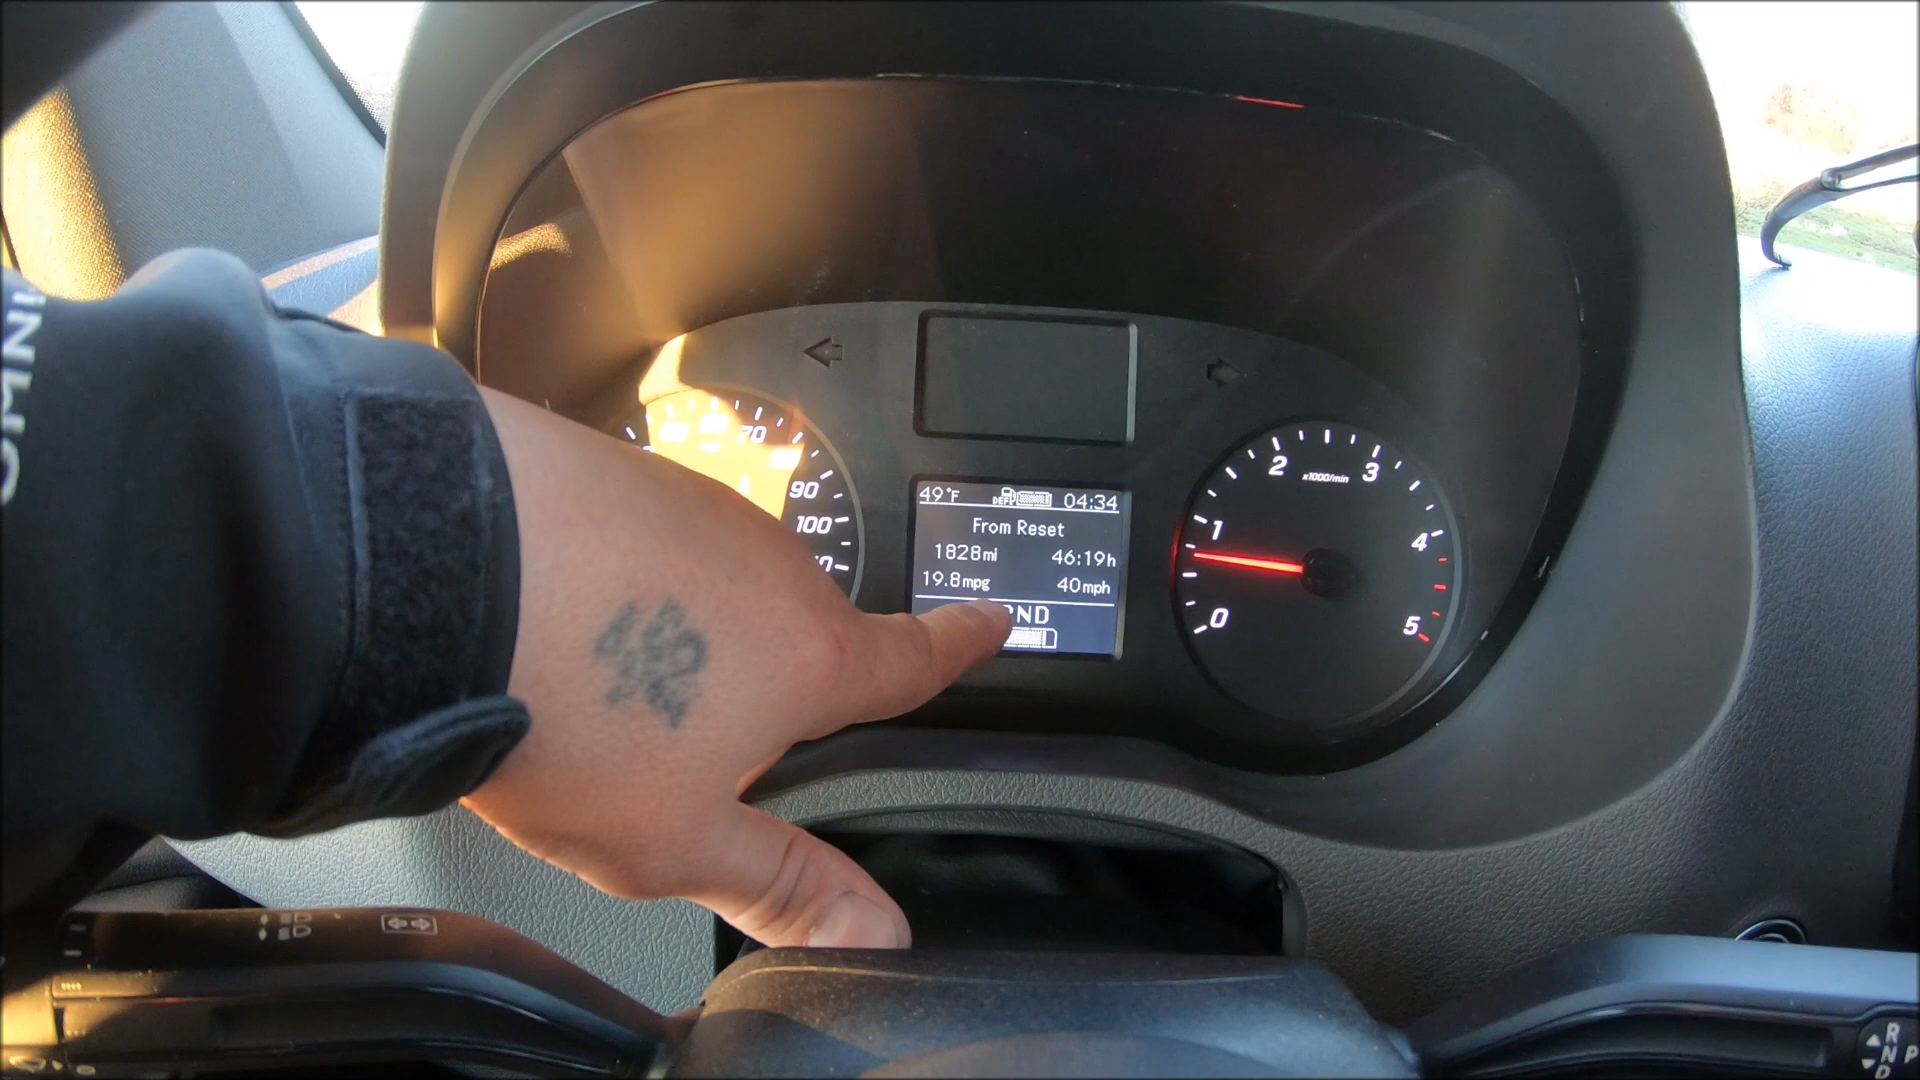 70
90
100
49°F DEF 04:34
From Reset
1828mi 46:19h
19.8mpg 40mph
ND
0
1
2
3
4
5
x1000/min
R
N P
D